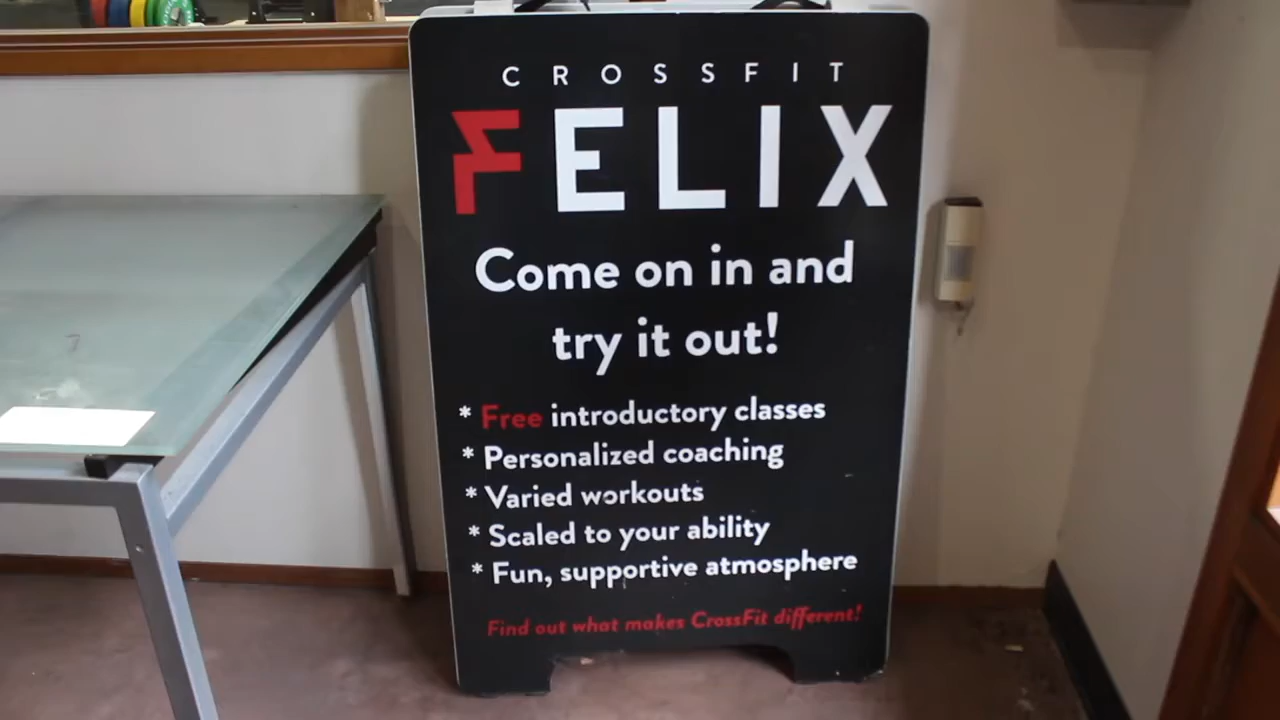 CROSSFIT
FELIX
Come on in and
try it out!
* Free introductory classes
* Personalized coaching
* Varied workouts
* Scaled to your ability
* Fun, supportive atmosphere
Find out what makes CrossFit different!